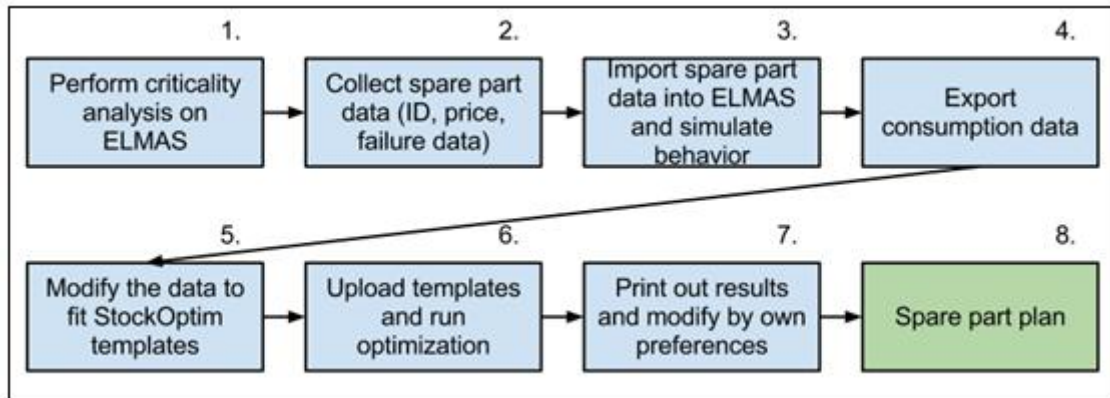 1.
Perform criticality
analysis on
ELMAS
2.
Collect spare part
data (ID, price,
failure data)
3.
Import spare part
data into ELMAS
and simulate
behavior
4.
Export
consumption data
5.
Modify the data to
fit StockOptim
templates
6.
Upload templates
and run
optimization
7.
Print out results
and modify by own
preferences
8.
Spare part plan